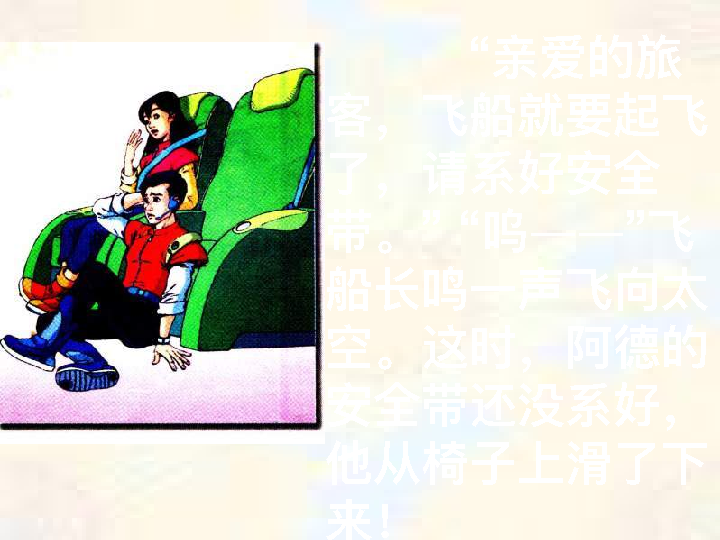 “亲爱的旅
客，飞船就要起飞
了，请系好安全
带。”“呜——”飞
船长鸣一声飞向太
空。这时，阿德的
安全带还没系好，
他从椅子上滑了下
来！